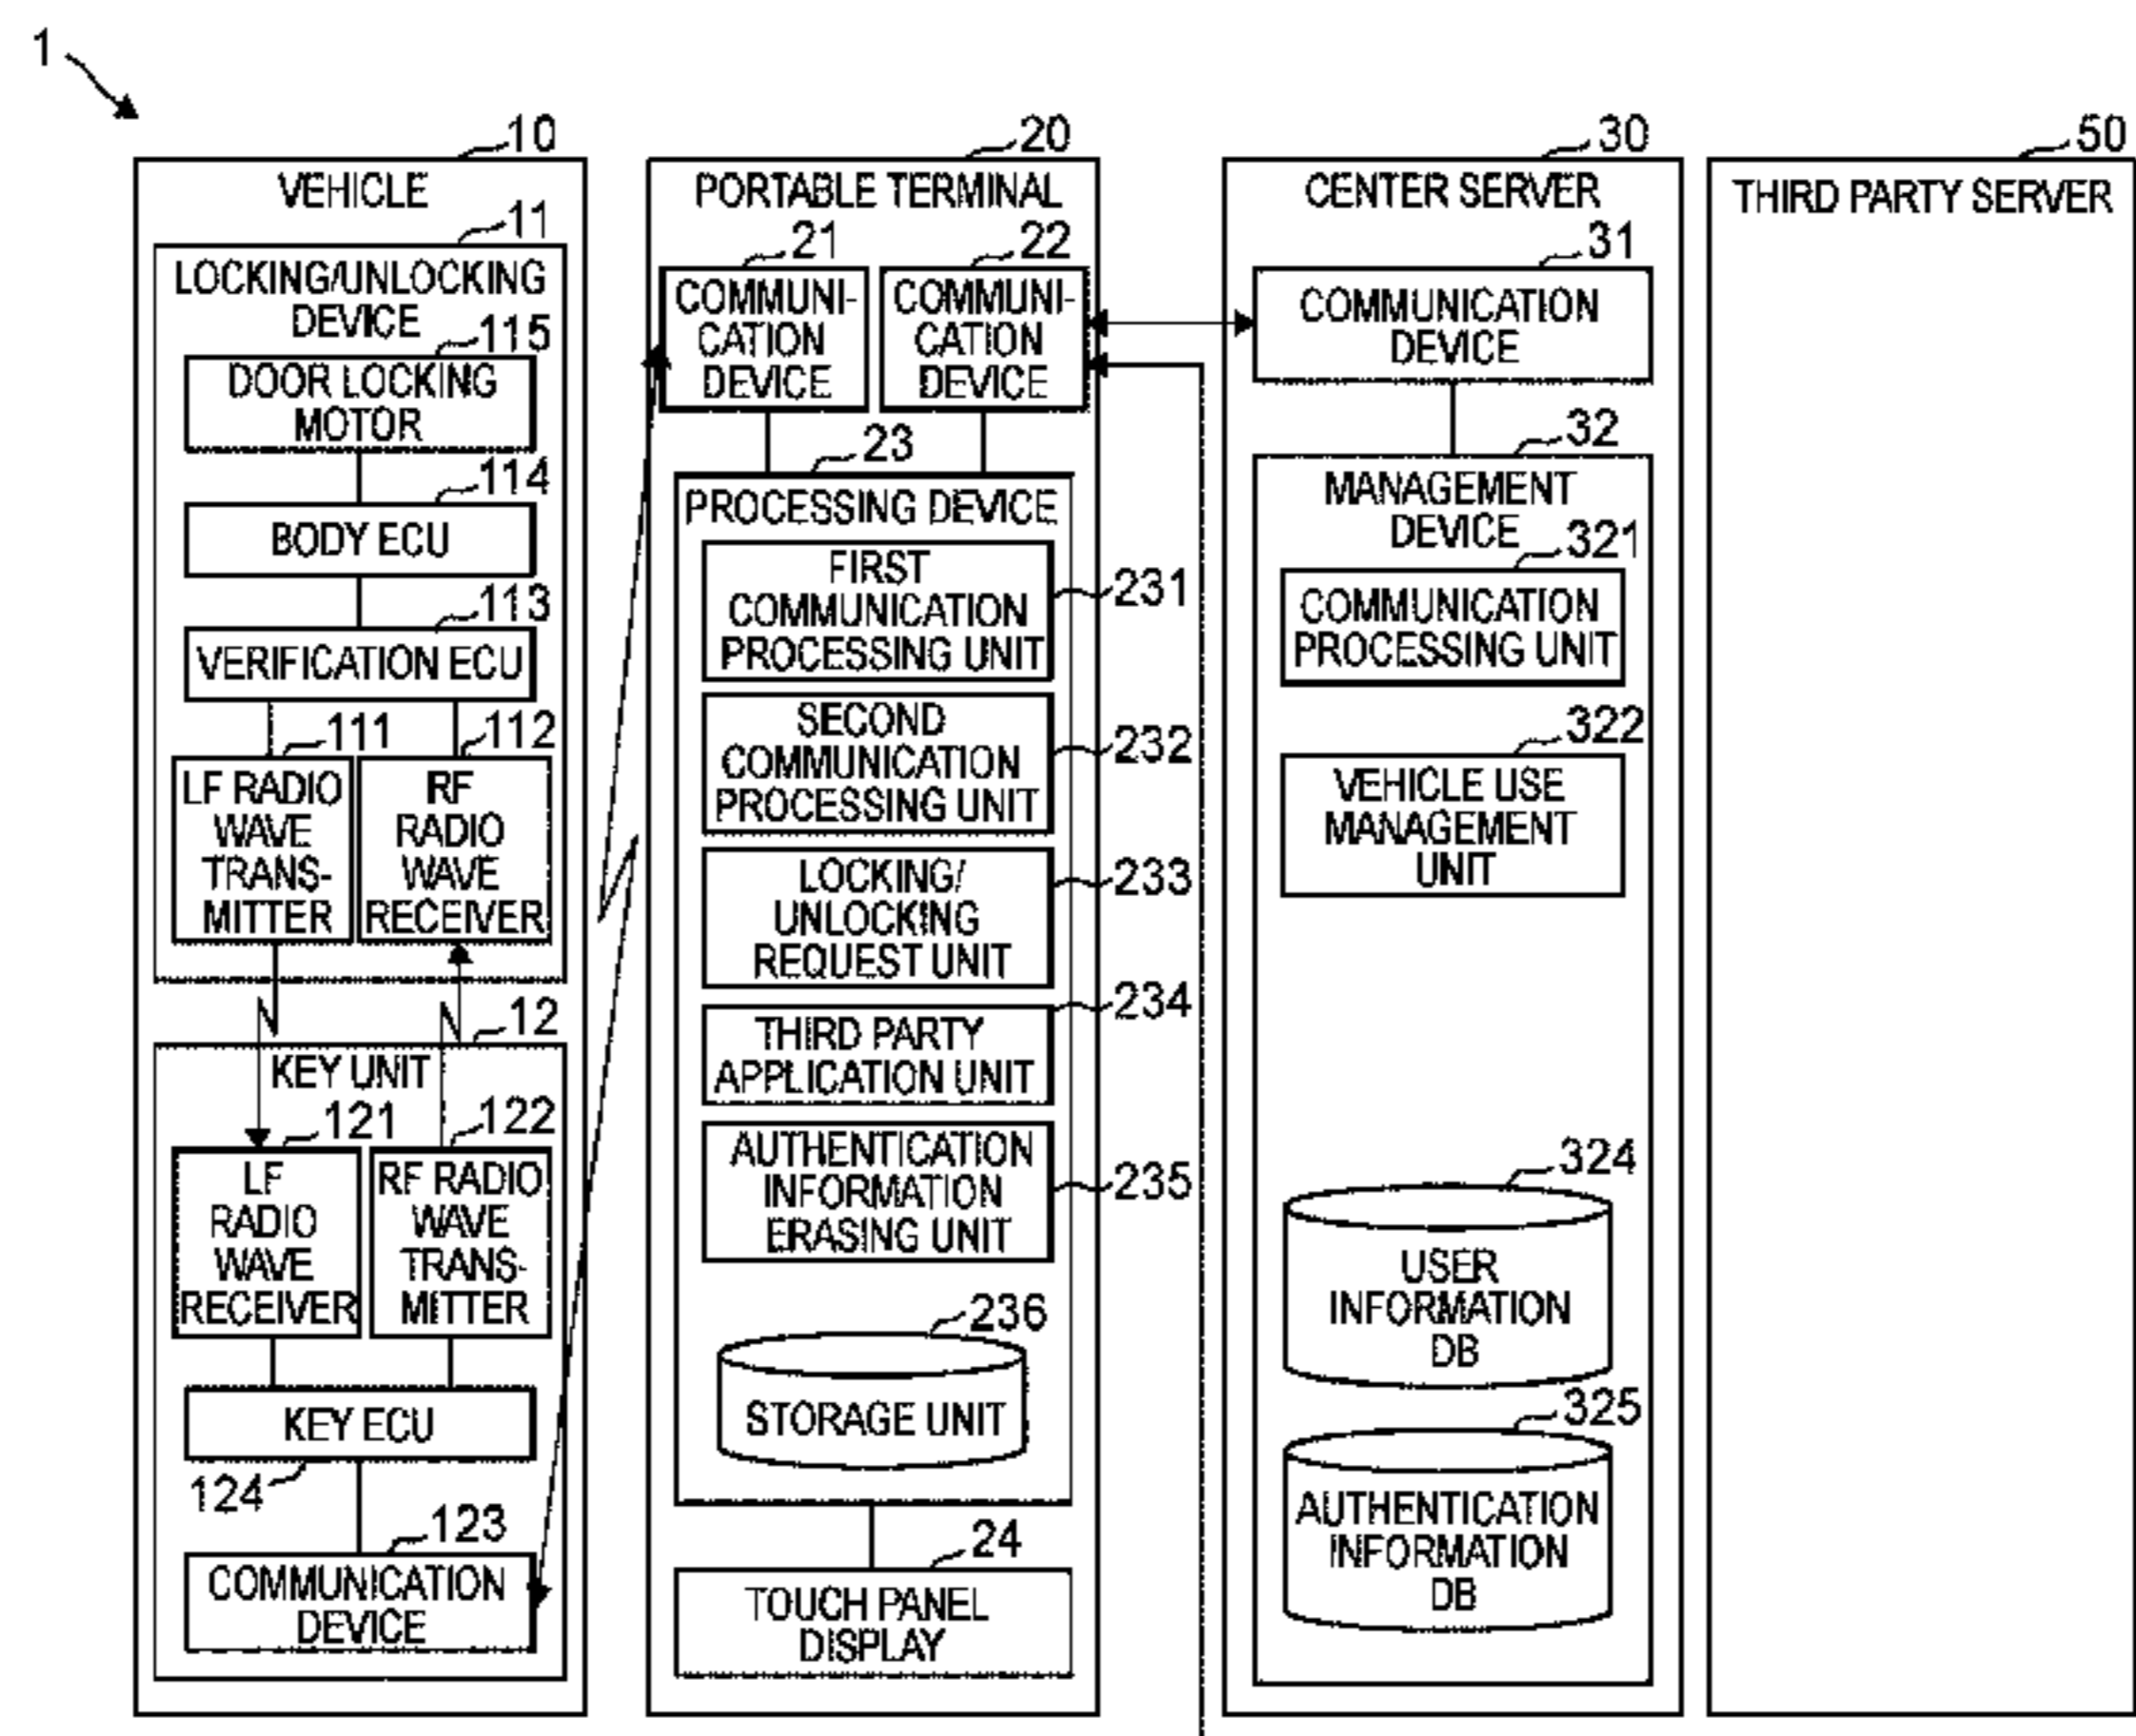 1
10
VEHICLE
11
LOCKING/UNLOCKING
DEVICE
115
DOOR LOCKING
MOTOR
114
BODY ECU
113
VERIFICATION ECU
111
LF RADIO
WAVE
TRANS-
MITTER
112
RF
RADIO
WAVE
RECEIVER
12
KEY UNIT
121
LF
RADIO
WAVE
RECEIVER
122
RF RADIO
WAVE
TRANS-
MITTER
KEY ECU
124
123
COMMUNICATION
DEVICE
20
PORTABLE TERMINAL
21
COMMUNI-
CATION
DEVICE
22
COMMUNI-
CATION
DEVICE
23
PROCESSING DEVICE
FIRST
COMMUNICATION
PROCESSING UNIT
231
SECOND
COMMUNICATION
PROCESSING UNIT
232
LOCKING/
UNLOCKING
REQUEST UNIT
233
THIRD PARTY
APPLICATION UNIT
234
AUTHENTICATION
INFORMATION
ERASING UNIT
235
236
STORAGE UNIT
24
TOUCH PANEL
DISPLAY
30
CENTER SERVER
31
COMMUNICATION
DEVICE
32
MANAGEMENT
DEVICE
321
COMMUNICATION
PROCESSING UNIT
322
VEHICLE USE
MANAGEMENT
UNIT
324
USER
INFORMATION
DB
325
AUTHENTICATION
INFORMATION
DB
50
THIRD PARTY SERVER